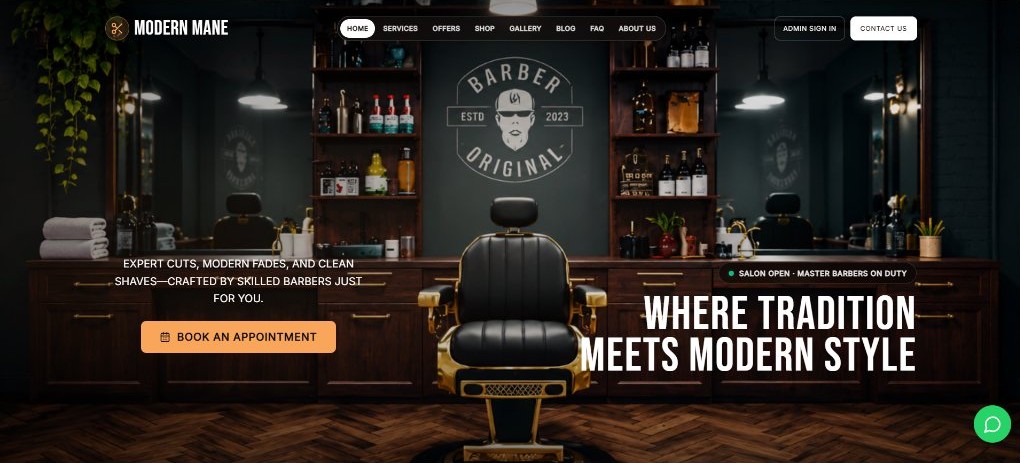 MODERN MANE
HOME SERVICES OFFERS SHOP GALLERY BLOG FAQ ABOUT US
ADMIN SIGN IN CONTACT US
BARBER
ESTD 2023
ORIGINAL
EXPERT CUTS, MODERN FADES, AND CLEAN
SHAVES—CRAFTED BY SKILLED BARBERS JUST
FOR YOU.
BOOK AN APPOINTMENT
SALON OPEN · MASTER BARBERS ON DUTY
WHERE TRADITION
MEETS MODERN STYLE